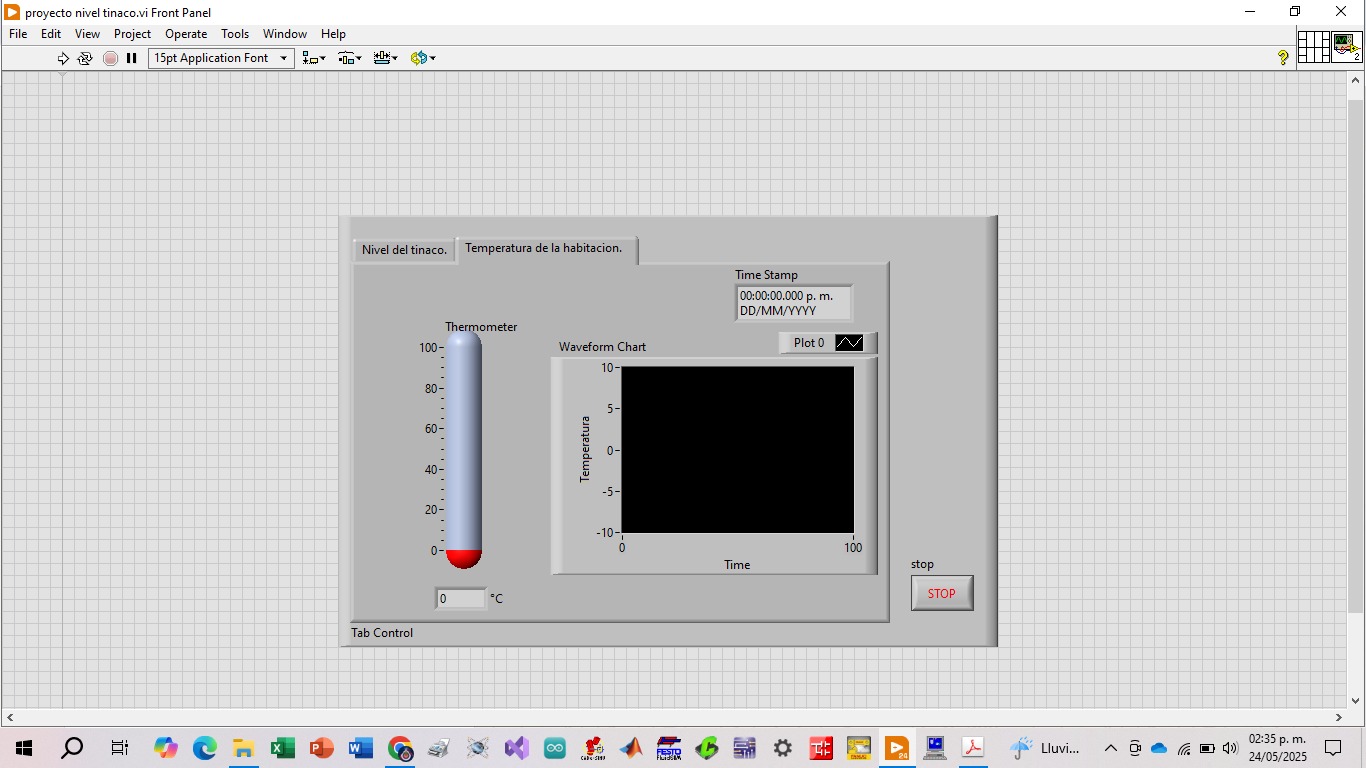 proyecto nivel tinaco.vi Front Panel
File Edit View Project Operate Tools Window Help
15pt Application Font
2
Nivel del tinaco.
Temperatura de la habitacion.
Time Stamp
00:00:00.000 p. m.
DD/MM/YYYY
Thermometer
100
80
60
40
20
0
0
°C
Waveform Chart
Plot 0
10
5
0
-5
-10
Temperatura
0
100
Time
stop
STOP
Tab Control
Lluvi...
02:35 p. m.
24/05/2025